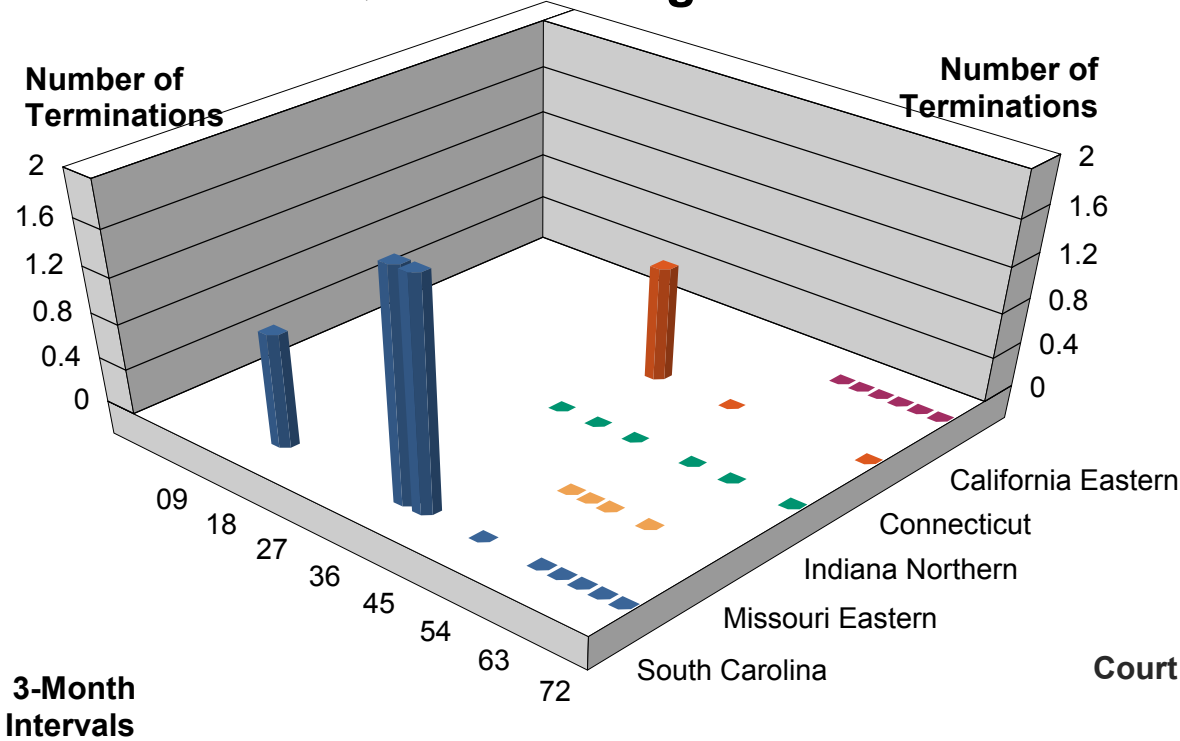 Number of
Terminations
Number of
Terminations
2
1.6
1.2
0.8
0.4
0
2
1.6
1.2
0.8
0.4
0
09
18
27
36
45
54
63
72
California Eastern
Connecticut
Indiana Northern
Missouri Eastern
South Carolina
Court
3-Month
Intervals